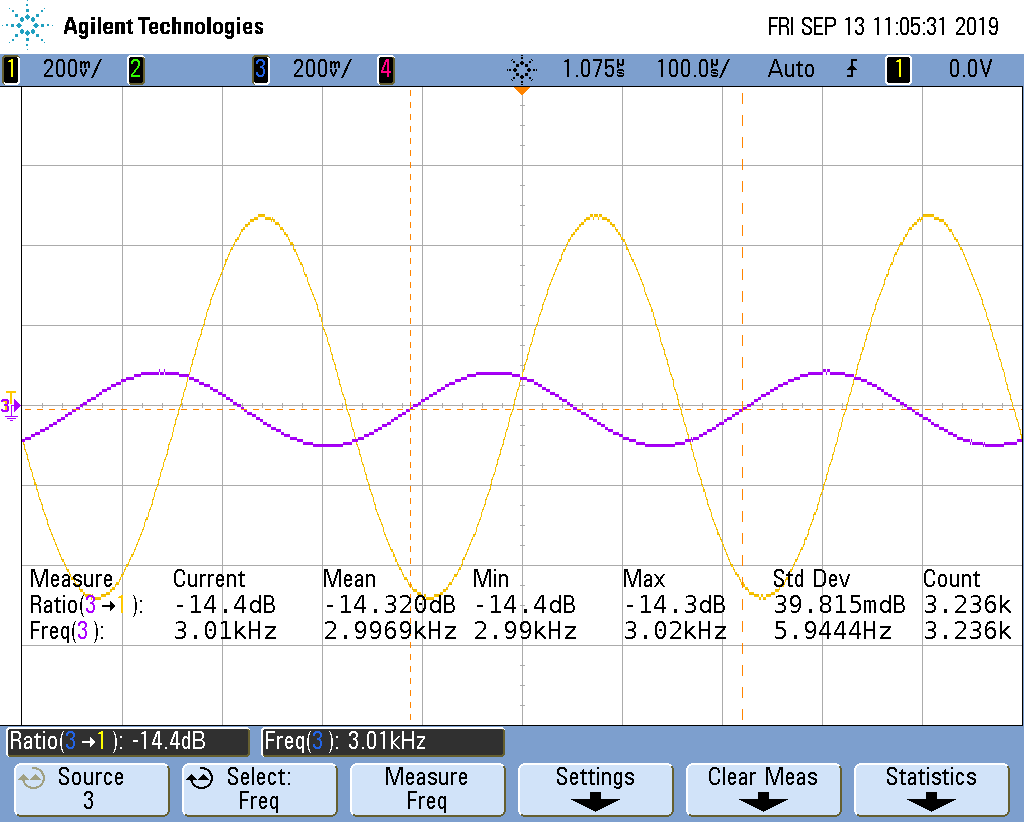 Agilent Technologies FRI SEP 13 11:05:31 2019
1 200mV/ 2 3 200mV/ 4 1.075µs 100.0µs/ Auto 1 0.0V
3
Measure Current Mean Min Max Std Dev Count
Ratio(3→1): -14.4dB -14.320dB -14.4dB -14.3dB 39.815mdB 3.236k
Freq(3): 3.01kHz 2.9969kHz 2.99kHz 3.02kHz 5.9444Hz 3.236k
Ratio(3→1): -14.4dB Freq(3): 3.01kHz
Source Select: Measure Settings Clear Meas Statistics
3 Freq Freq